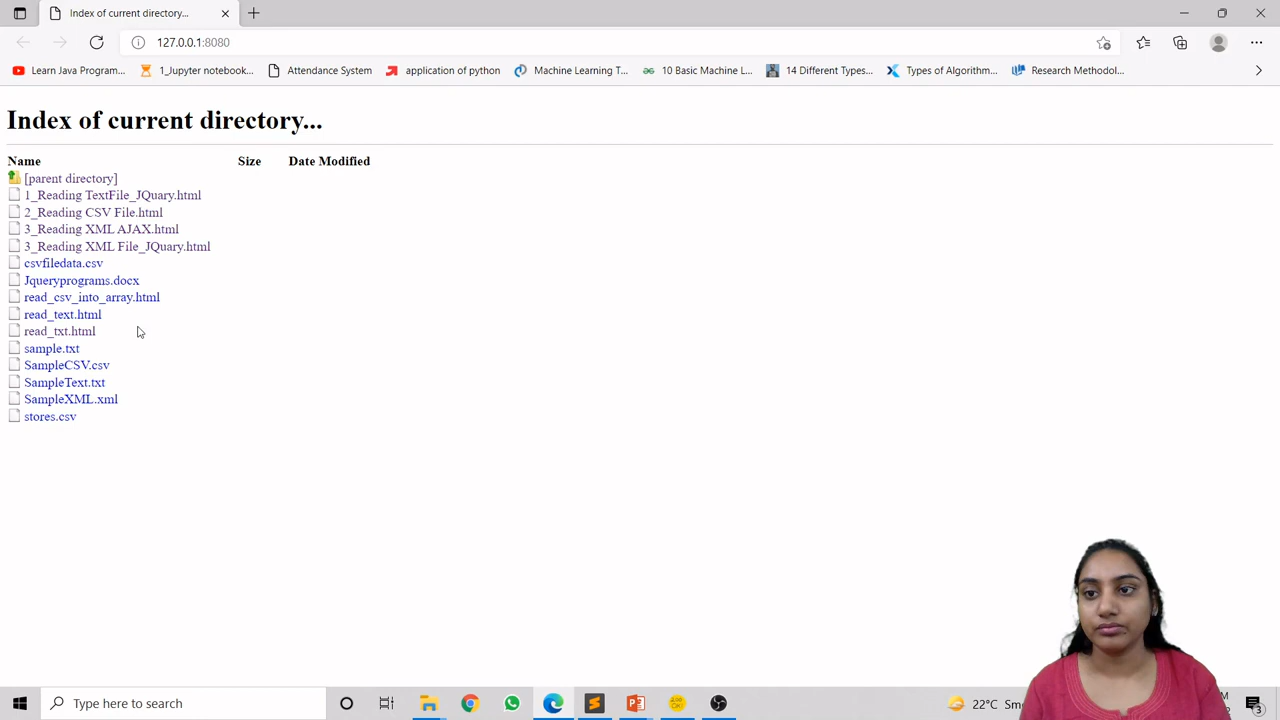 Index of current directory...
127.0.0.1:8080
Learn Java Program...
1_Jupyter notebook...
Attendance System
application of python
Machine Learning T...
10 Basic Machine L...
14 Different Types...
Types of Algorithm...
Research Methodol...
Index of current directory...
Name Size Date Modified
[parent directory]
1_Reading TextFile_JQuary.html
2_Reading CSV File.html
3_Reading XML AJAX.html
3_Reading XML File_JQuary.html
csvfiledata.csv
Jqueryprograms.docx
read_csv_into_array.html
read_text.html
read_txt.html
sample.txt
SampleCSV.csv
SampleText.txt
SampleXML.xml
stores.csv
Type here to search
22°C
3